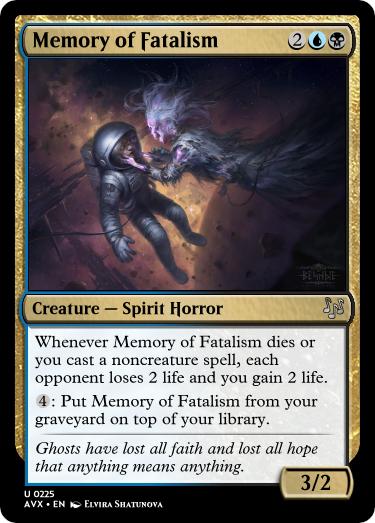 Memory of Fatalism 2
Creature — Spirit Horror
Whenever Memory of Fatalism dies or
you cast a noncreature spell, each
opponent loses 2 life and you gain 2 life.
4: Put Memory of Fatalism from your
graveyard on top of your library.
Ghosts have lost all faith and lost all hope
that anything means anything.
3/2
U 0225
AVX • EN Elvira Shatunova